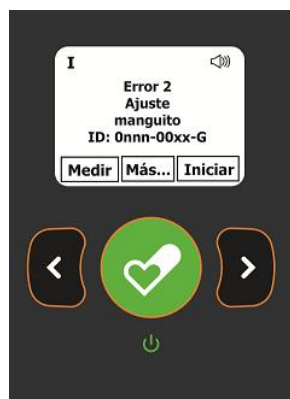 I
Error 2
Ajuste
manguito
ID: 0nnn-00xx-G
Medir Más... Iniciar